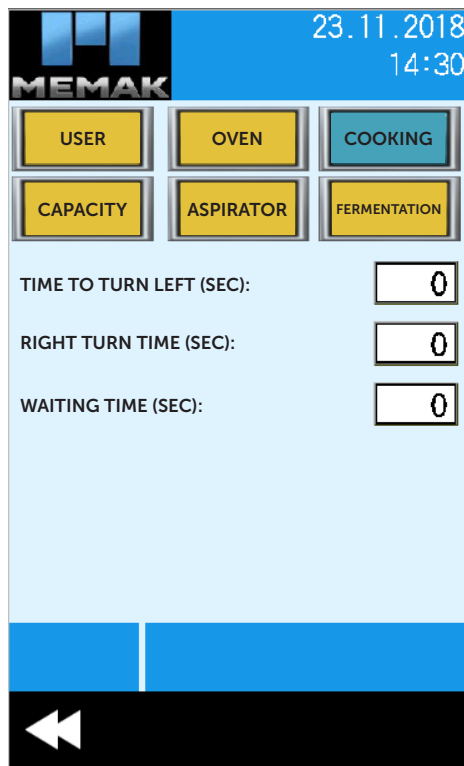 23.11.2018
14:30
MEMAK
USER OVEN COOKING
CAPACITY ASPIRATOR FERMENTATION
TIME TO TURN LEFT (SEC): 0
RIGHT TURN TIME (SEC): 0
WAITING TIME (SEC): 0